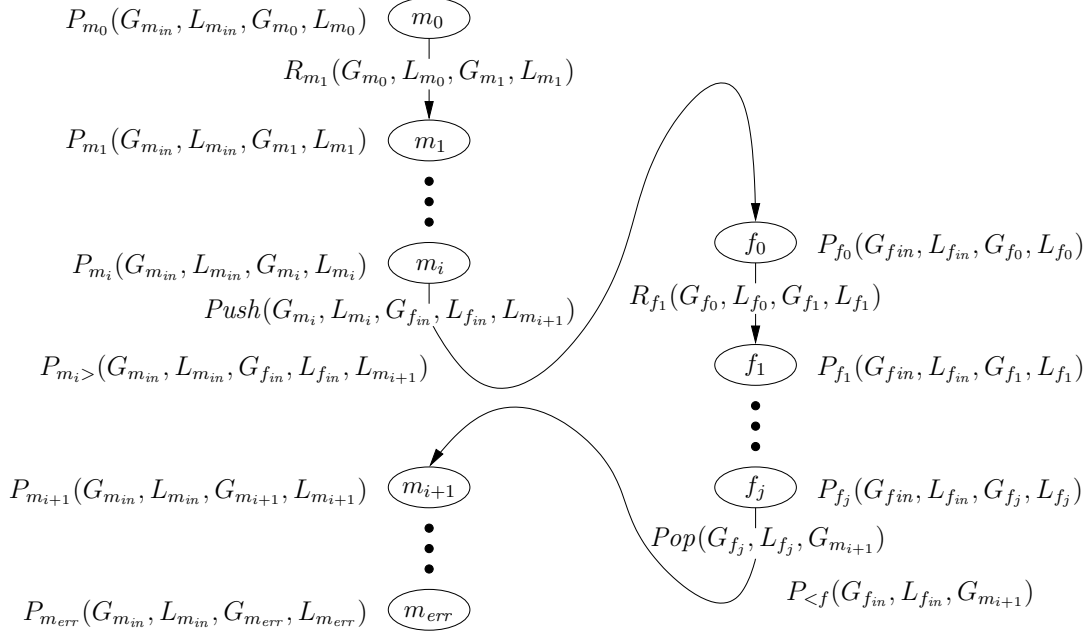 P_{m_0}(G_{m_{in}}, L_{m_{in}}, G_{m_0}, L_{m_0})
m_0
R_{m_1}(G_{m_0}, L_{m_0}, G_{m_1}, L_{m_1})
P_{m_1}(G_{m_{in}}, L_{m_{in}}, G_{m_1}, L_{m_1})
m_1
P_{m_i}(G_{m_{in}}, L_{m_{in}}, G_{m_i}, L_{m_i})
m_i
Push(G_{m_i}, L_{m_i}, G_{f_{in}}, L_{f_{in}}, L_{m_{i+1}})
P_{m_i>}(G_{m_{in}}, L_{m_{in}}, G_{f_{in}}, L_{f_{in}}, L_{m_{i+1}})
f_0
P_{f_0}(G_{fin}, L_{f_{in}}, G_{f_0}, L_{f_0})
R_{f_1}(G_{f_0}, L_{f_0}, G_{f_1}, L_{f_1})
f_1
P_{f_1}(G_{fin}, L_{f_{in}}, G_{f_1}, L_{f_1})
f_j
P_{f_j}(G_{fin}, L_{f_{in}}, G_{f_j}, L_{f_j})
Pop(G_{f_j}, L_{f_j}, G_{m_{i+1}})
P_{<f}(G_{f_{in}}, L_{f_{in}}, G_{m_{i+1}})
P_{m_{i+1}}(G_{m_{in}}, L_{m_{in}}, G_{m_{i+1}}, L_{m_{i+1}})
m_{i+1}
P_{m_{err}}(G_{m_{in}}, L_{m_{in}}, G_{m_{err}}, L_{m_{err}})
m_{err}